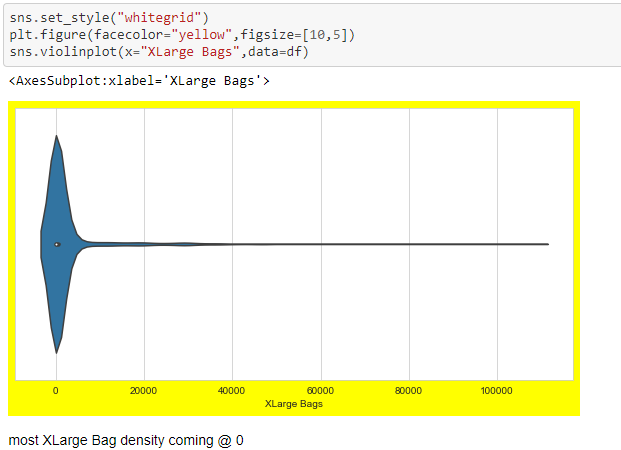 sns.set_style("whitegrid")
plt.figure(facecolor="yellow",figsize=[10,5])
sns.violinplot(x="XLarge Bags",data=df)
<AxesSubplot:xlabel='XLarge Bags'>
0 20000 40000 60000 80000 100000
XLarge Bags
most XLarge Bag density coming @ 0